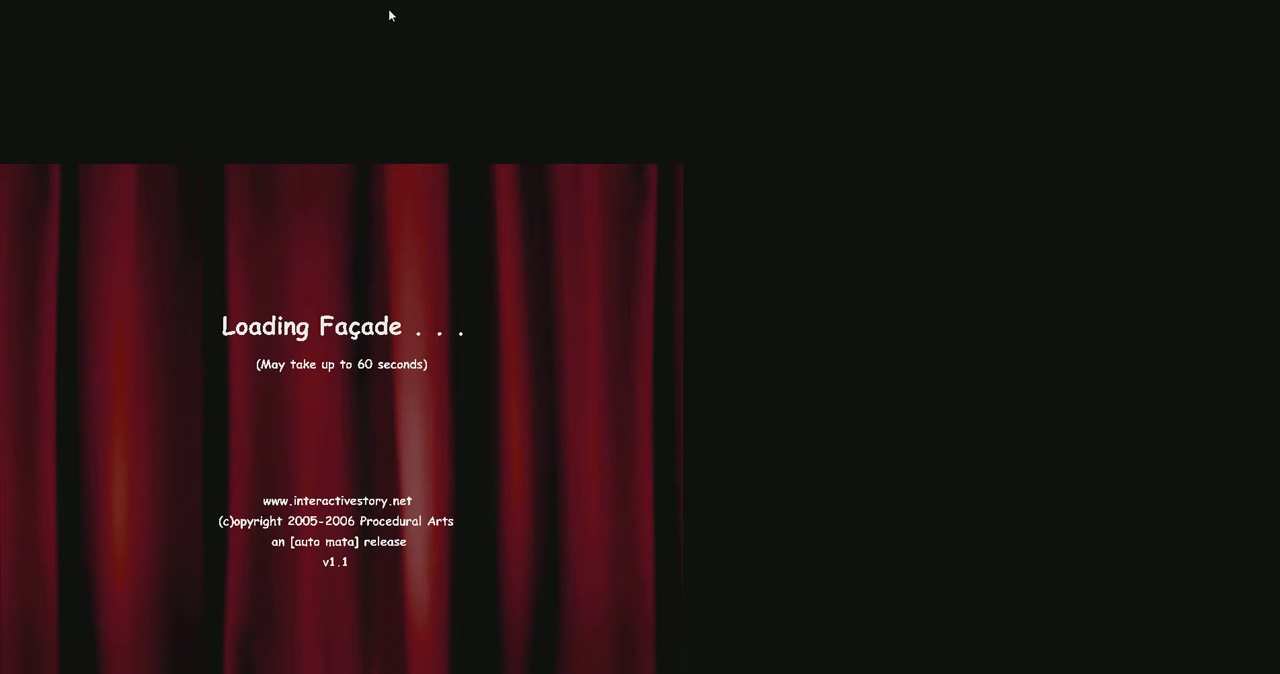 Loading Façade . . .
(May take up to 60 seconds)
www.interactivestory.net
(c)opyright 2005-2006 Procedural Arts
an [auto mata] release
v1.1